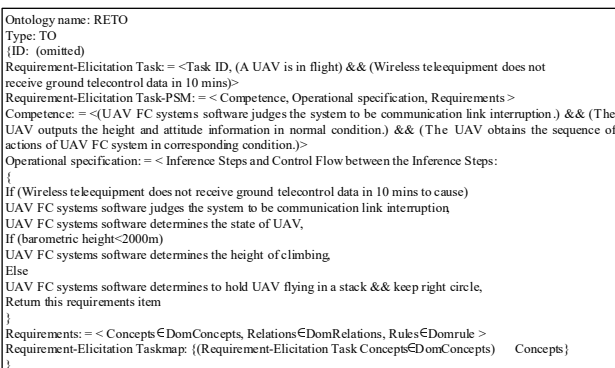 Ontology name: RETO
Type: TO
{ID: (omitted)
Requirement-Elicitation Task: = <Task ID, (A UAV is in flight) && (Wireless teleequipment does not
receive ground telecontrol data in 10 mins)>
Requirement-Elicitation Task-PSM: = < Competence, Operational specification, Requirements >
Competence: = <(UAV FC systems software judges the system to be communication link interruption.) && (The
UAV outputs the height and attitude information in normal condition.) && (The UAV obtains the sequence of
actions of UAV FC system in corresponding condition.)>
Operational specification: = < Inference Steps and Control Flow between the Inference Steps:
{
If (Wireless teleequipment does not receive ground telecontrol data in 10 mins to cause)
UAV FC systems software judges the system to be communication link interruption,
UAV FC systems software determines the state of UAV,
If (barometric height<2000m)
UAV FC systems software determines the height of climbing,
Else
UAV FC systems software determines to hold UAV flying in a stack && keep right circle,
Return this requirements item
}
Requirements: = < Concepts∈DomConcepts, Relations∈DomRelations, Rules∈Domrule >
Requirement-Elicitation Taskmap: {(Requirement-Elicitation Task Concepts∈DomConcepts) Concepts}
}